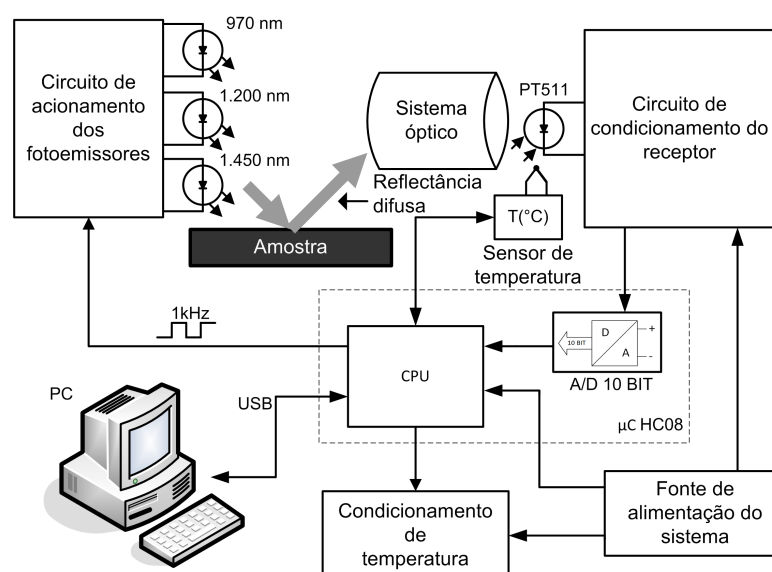 970 nm
Circuito de
acionamento
dos
fotoemissores
1.200 nm
1.450 nm
Sistema
óptico
PT511
Circuito de
condicionamento do
receptor
Reflectância
difusa
Amostra
T(°C)
Sensor de
temperatura
1kHz
CPU
10 BIT
D
A
+
-
A/D 10 BIT
µC HC08
PC
USB
Condicionamento
de
temperatura
Fonte de
alimentação do
sistema